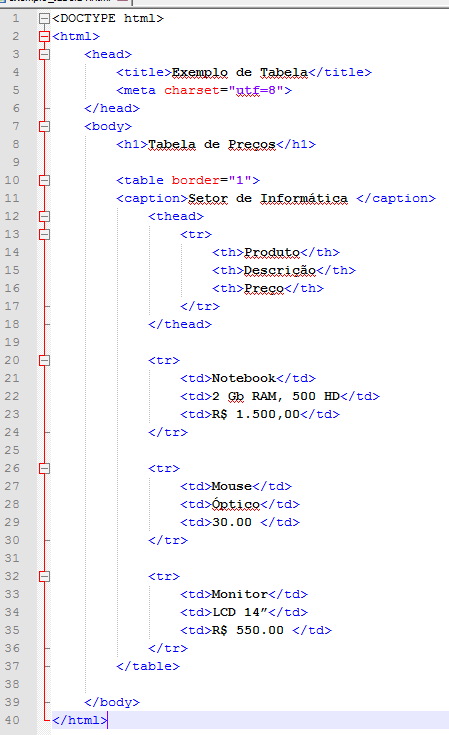 1 <!DOCTYPE html>
2 <html>
3 <head>
4 <title>Exemplo de Tabela</title>
5 <meta charset="utf=8">
6 </head>
7 <body>
8 <h1>Tabela de Preços</h1>
9
10 <table border="1">
11 <caption>Setor de Informática </caption>
12 <thead>
13 <tr>
14 <th>Produto</th>
15 <th>Descrição</th>
16 <th>Preço</th>
17 </tr>
18 </thead>
19
20 <tr>
21 <td>Notebook</td>
22 <td>2 Gb RAM, 500 HD</td>
23 <td>R$ 1.500,00</td>
24 </tr>
25
26 <tr>
27 <td>Mouse</td>
28 <td>Óptico</td>
29 <td>30.00 </td>
30 </tr>
31
32 <tr>
33 <td>Monitor</td>
34 <td>LCD 14”</td>
35 <td>R$ 550.00 </td>
36 </tr>
37 </table>
38
39 </body>
40 </html>